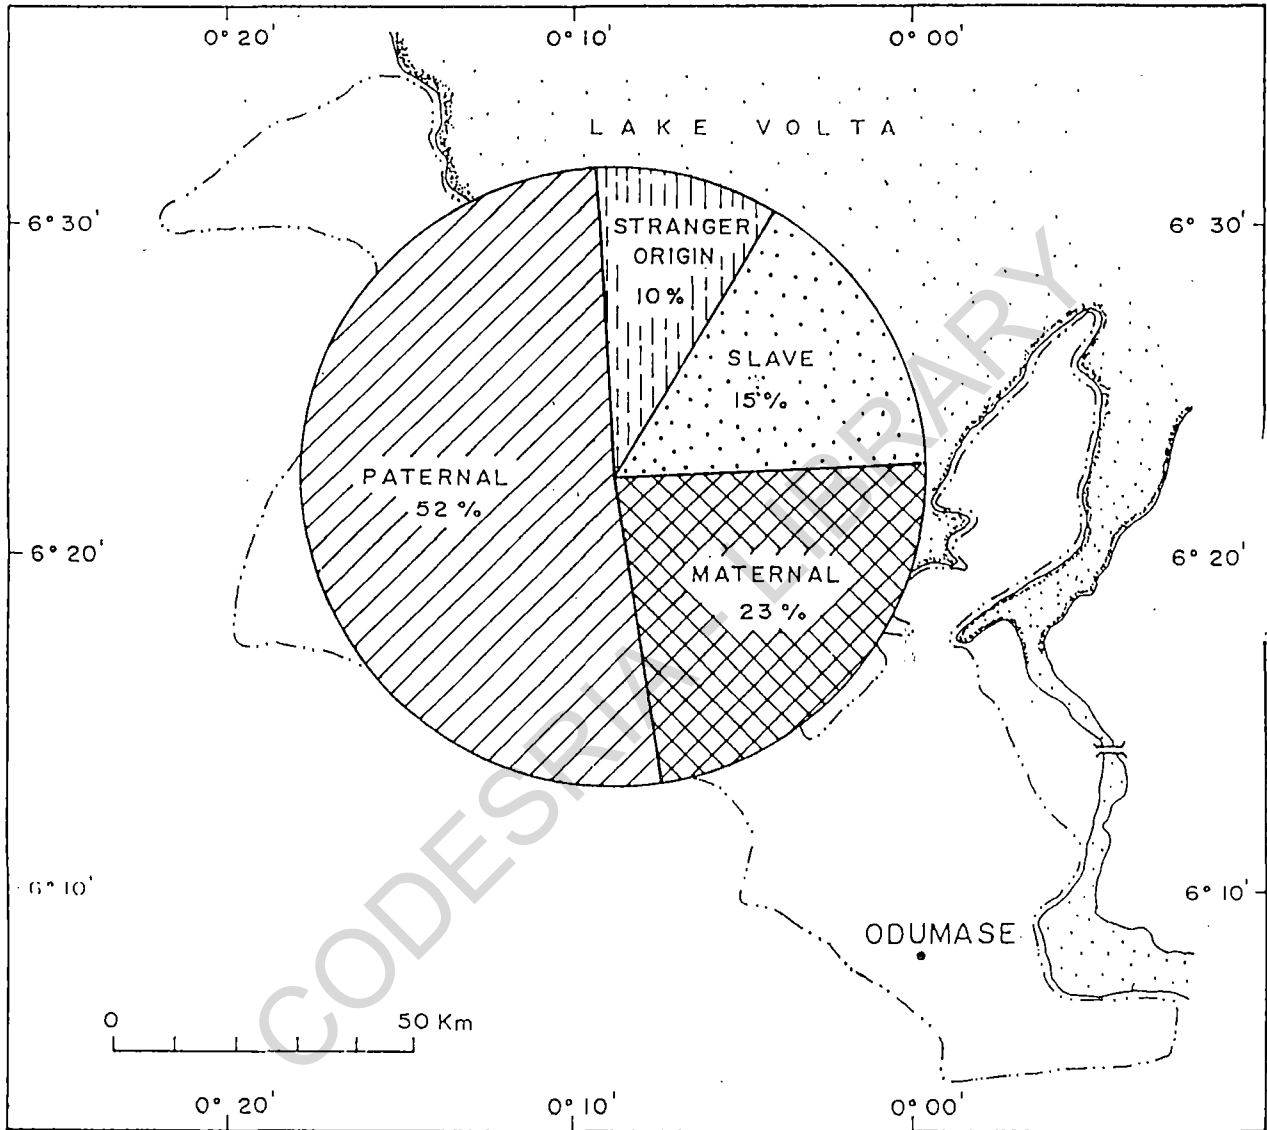 0° 20' 0° 10' 0° 00'
LAKE VOLTA
6° 30' 6° 30'
STRANGER
ORIGIN
10%
SLAVE
15%
PATERNAL
52%
6° 20' 6° 20'
MATERNAL
23%
6° 10' 6° 10'
ODUMASE
0 50 Km
0° 20' 0° 10' 0° 00'
CODESRIA - LIBRARY